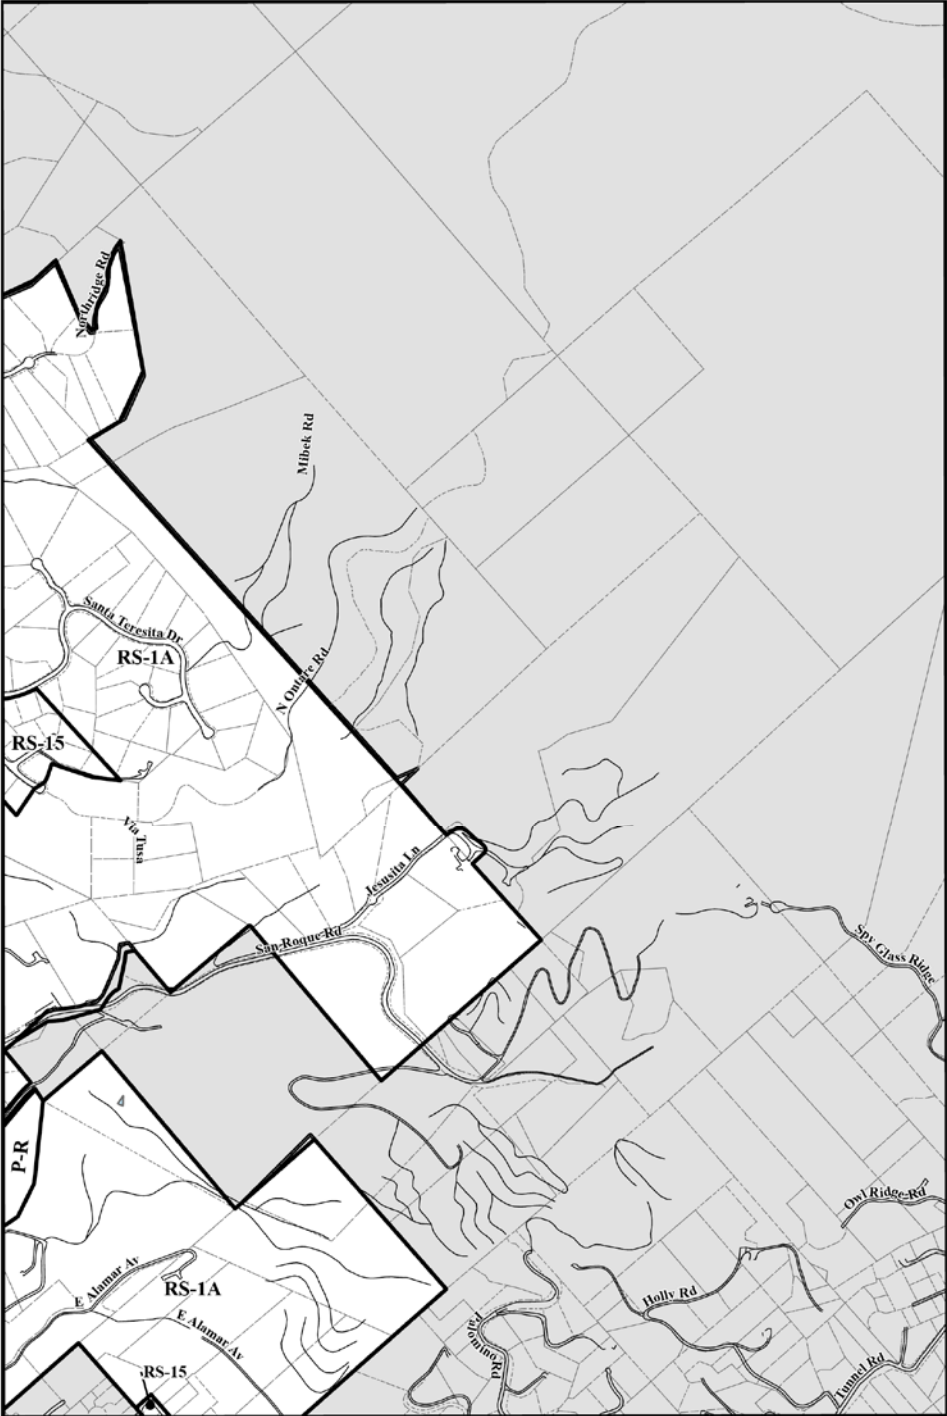 Northridge Rd
Mibek Rd
Santa Teresita Dr
RS-1A
N Ontare Rd
RS-15
Via Tusa
Jesusita Ln
San Roque Rd
Spy Glass Ridge
P-R
Owl Ridge Rd
E Alamar Av
RS-1A
Holly Rd
E Alamar Av
Palomino Rd
Tunnel Rd
RS-15